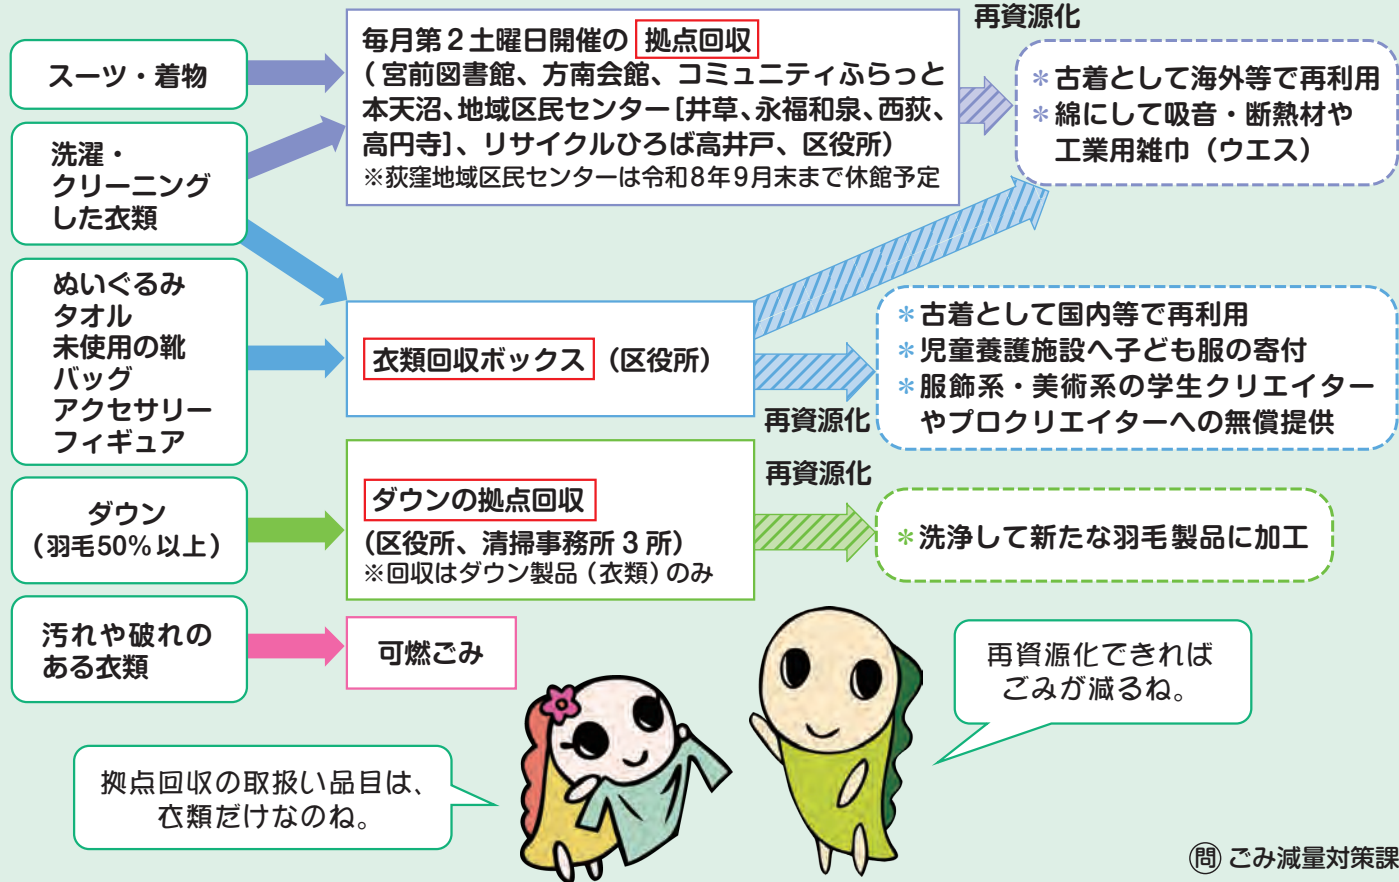 スーツ・着物
洗濯・
クリーニング
した衣類
ぬいぐるみ
タオル
未使用の靴
バッグ
アクセサリー
フィギュア
ダウン
（羽毛50％以上）
汚れや破れの
ある衣類
毎月第２土曜日開催の 拠点回収
（宮前図書館、方南会館、コミュニティふらっと
本天沼、地域区民センター［井草、永福和泉、西荻、
高円寺］、リサイクルひろば高井戸、区役所）
※荻窪地域区民センターは令和８年９月末まで休館予定
衣類回収ボックス（区役所）
ダウンの拠点回収
（区役所、清掃事務所３所）
※回収はダウン製品（衣類）のみ
可燃ごみ
再資源化
＊古着として海外等で再利用
＊綿にして吸音・断熱材や
工業用雑巾（ウエス）
再資源化
＊古着として国内等で再利用
＊児童養護施設へ子ども服の寄付
＊服飾系・美術系の学生クリエイター
やプロクリエイターへの無償提供
再資源化
＊洗浄して新たな羽毛製品に加工
再資源化できれば
ごみが減るね。
拠点回収の取扱い品目は、
衣類だけなのね。
㉄ ごみ減量対策課